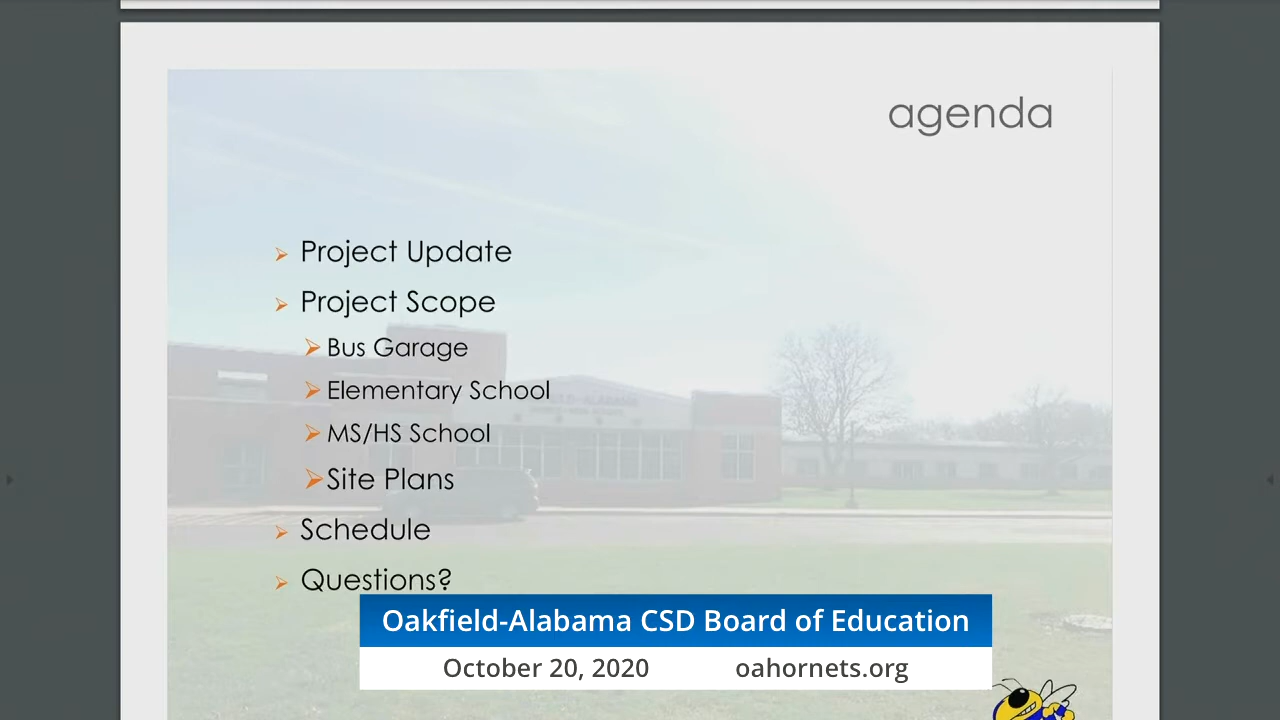 agenda
Project Update
Project Scope
Bus Garage
Elementary School
MS/HS School
Site Plans
Schedule
Questions?
Oakfield-Alabama CSD Board of Education
October 20, 2020 oahornets.org